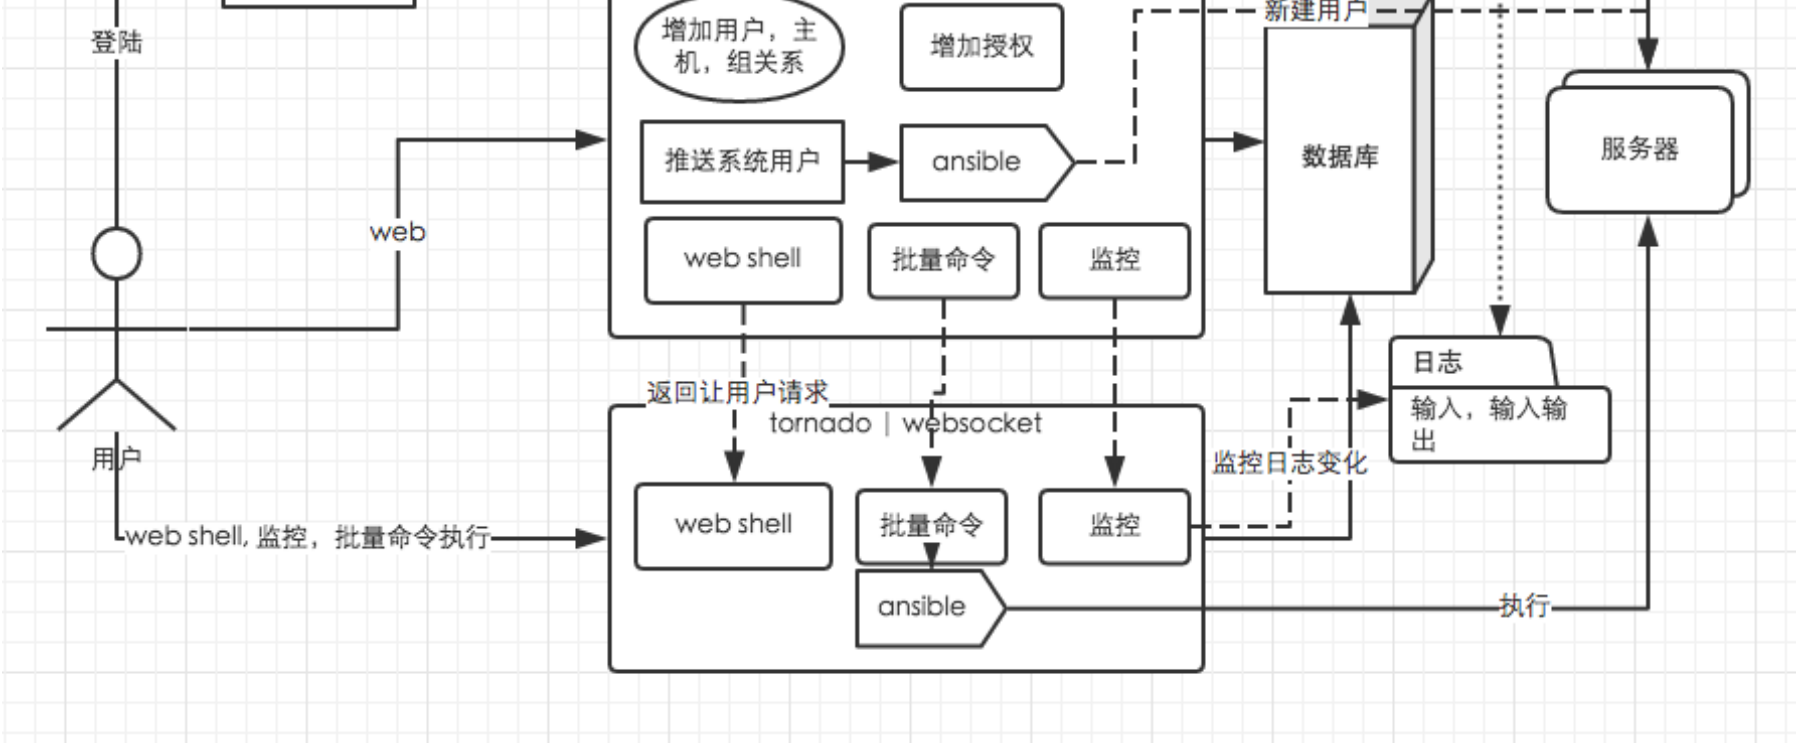 登陆
增加用户，主
机，组关系
增加授权
新建用户
推送系统用户
ansible
数据库
服务器
web
web shell
批量命令
监控
返回让用户请求
tornado | websocket
日志
输入，输入输
出
用户
监控日志变化
web shell, 监控，批量命令执行
web shell
批量命令
监控
ansible
执行